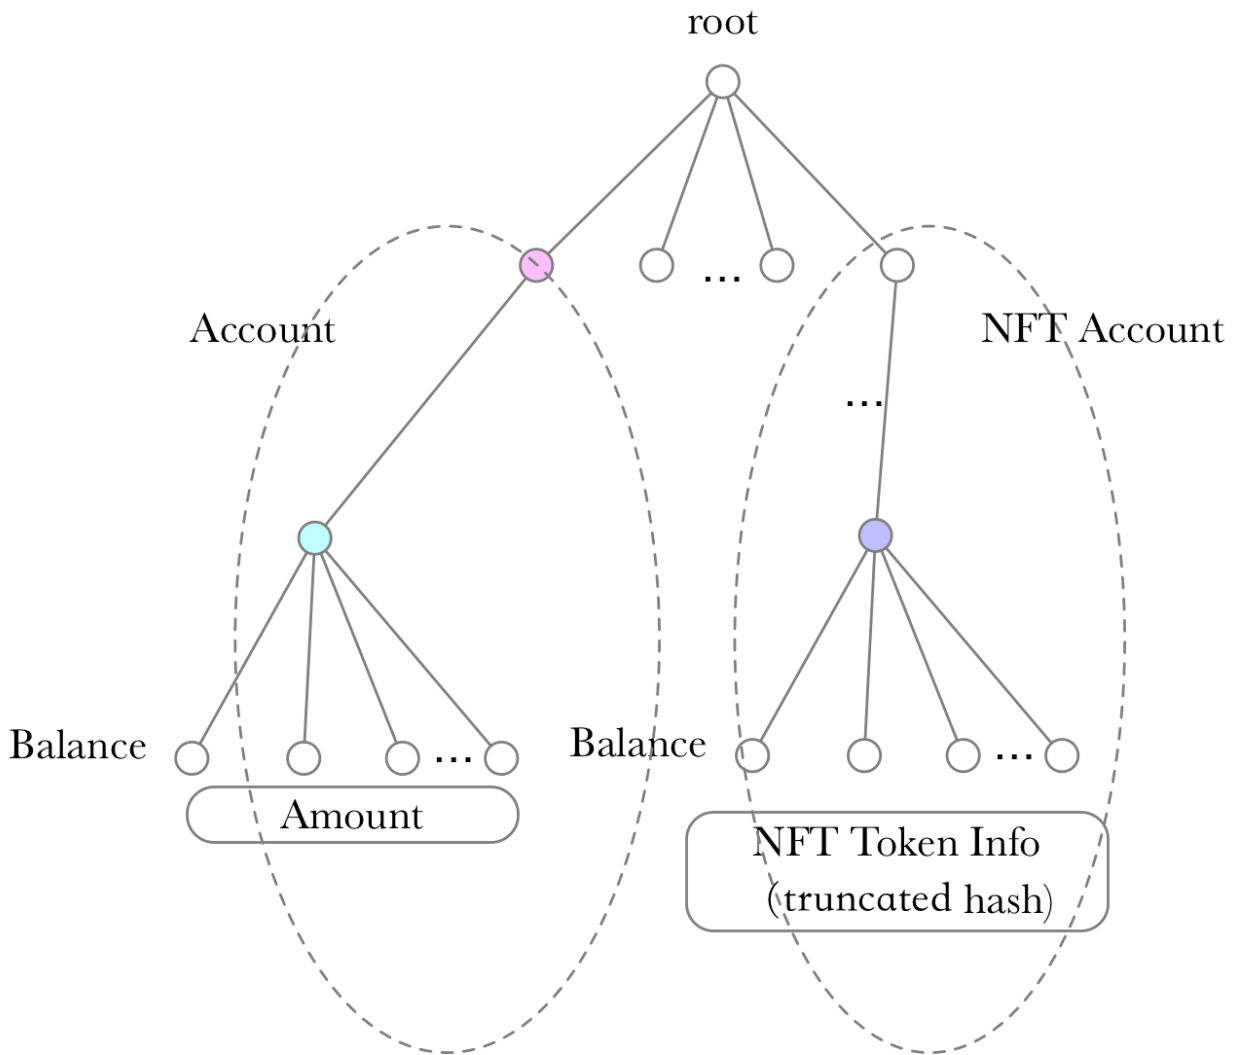 root
...
Account
NFT Account
...
Balance
...
Balance
...
Amount
NFT Token Info
(truncated hash)